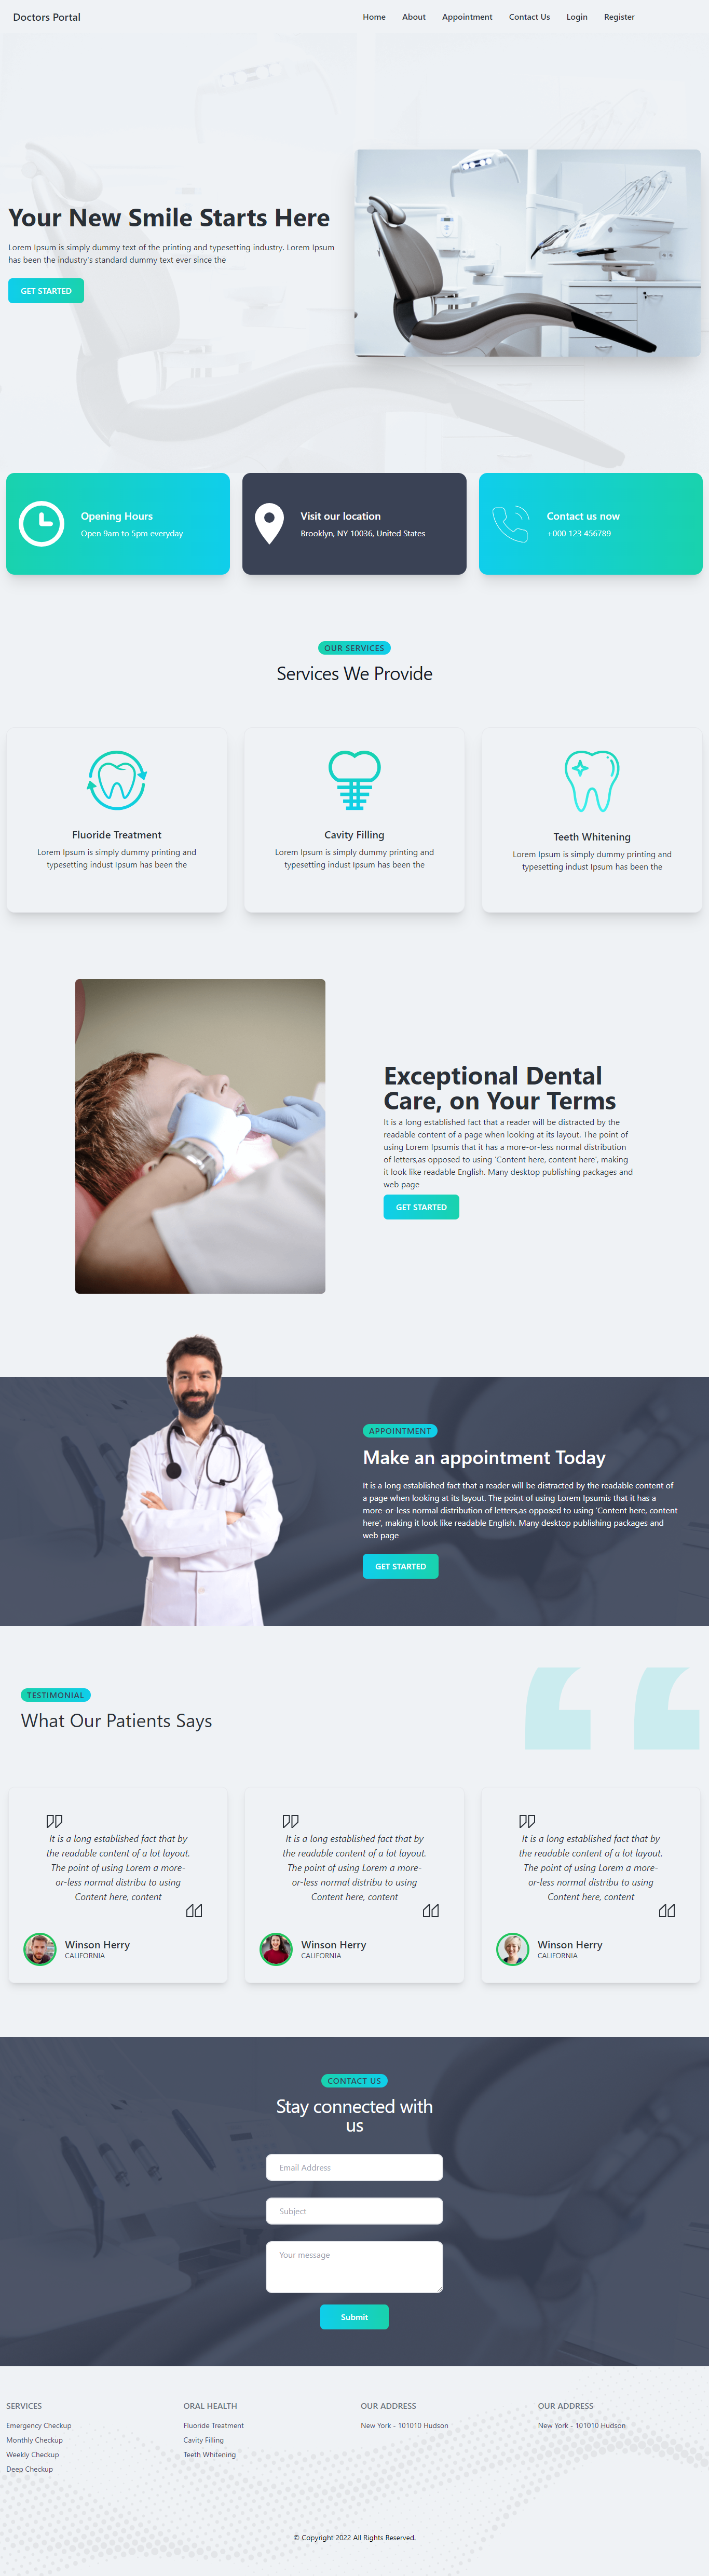 Doctors Portal
Home About Appointment Contact Us Login Register
Your New Smile Starts Here
Lorem Ipsum is simply dummy text of the printing and typesetting industry. Lorem Ipsum
has been the industry's standard dummy text ever since the
GET STARTED
Opening Hours
Open 9am to 5pm everyday
Visit our location
Brooklyn, NY 10036, United States
Contact us now
+000 123 456789
OUR SERVICES
Services We Provide
Fluoride Treatment
Lorem Ipsum is simply dummy printing and
typesetting indust Ipsum has been the
Cavity Filling
Lorem Ipsum is simply dummy printing and
typesetting indust Ipsum has been the
Teeth Whitening
Lorem Ipsum is simply dummy printing and
typesetting indust Ipsum has been the
Exceptional Dental
Care, on Your Terms
It is a long established fact that a reader will be distracted by the
readable content of a page when looking at its layout. The point of
using Lorem Ipsumis that it has a more-or-less normal distribution
of letters,as opposed to using 'Content here, content here', making
it look like readable English. Many desktop publishing packages and
web page
GET STARTED
APPOINTMENT
Make an appointment Today
It is a long established fact that a reader will be distracted by the readable content of
a page when looking at its layout. The point of using Lorem Ipsumis that it has a
more-or-less normal distribution of letters,as opposed to using 'Content here, content
here', making it look like readable English. Many desktop publishing packages and
web page
GET STARTED
TESTIMONIAL
What Our Patients Says
It is a long established fact that by
the readable content of a lot layout.
The point of using Lorem a more-
or-less normal distribu to using
Content here, content
Winson Herry
CALIFORNIA
It is a long established fact that by
the readable content of a lot layout.
The point of using Lorem a more-
or-less normal distribu to using
Content here, content
Winson Herry
CALIFORNIA
It is a long established fact that by
the readable content of a lot layout.
The point of using Lorem a more-
or-less normal distribu to using
Content here, content
Winson Herry
CALIFORNIA
CONTACT US
Stay connected with
us
Email Address
Subject
Your message
Submit
SERVICES
Emergency Checkup
Monthly Checkup
Weekly Checkup
Deep Checkup
ORAL HEALTH
Fluoride Treatment
Cavity Filling
Teeth Whitening
OUR ADDRESS
New York - 101010 Hudson
OUR ADDRESS
New York - 101010 Hudson
© Copyright 2022 All Rights Reserved.